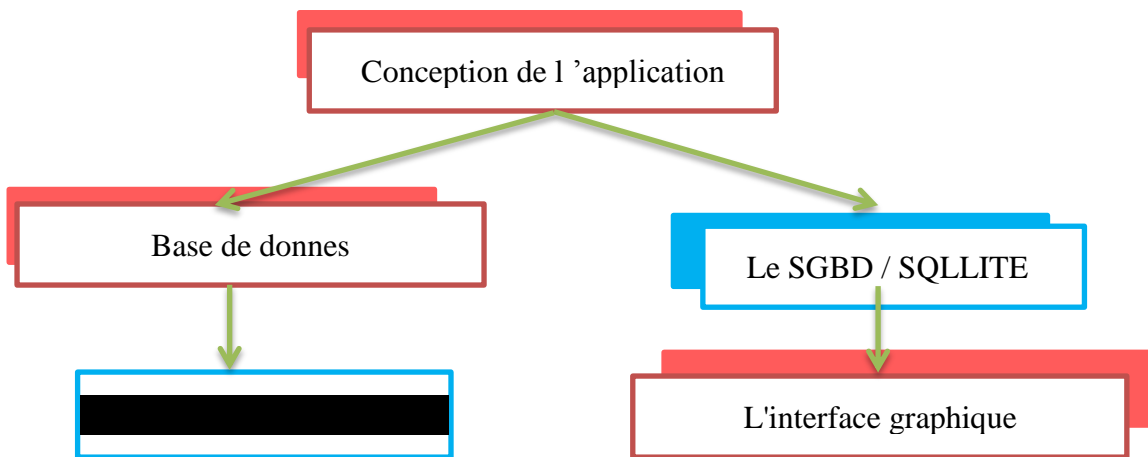 Conception de l ’application
Base de donnes
Le SGBD / SQLLITE
L'interface graphique